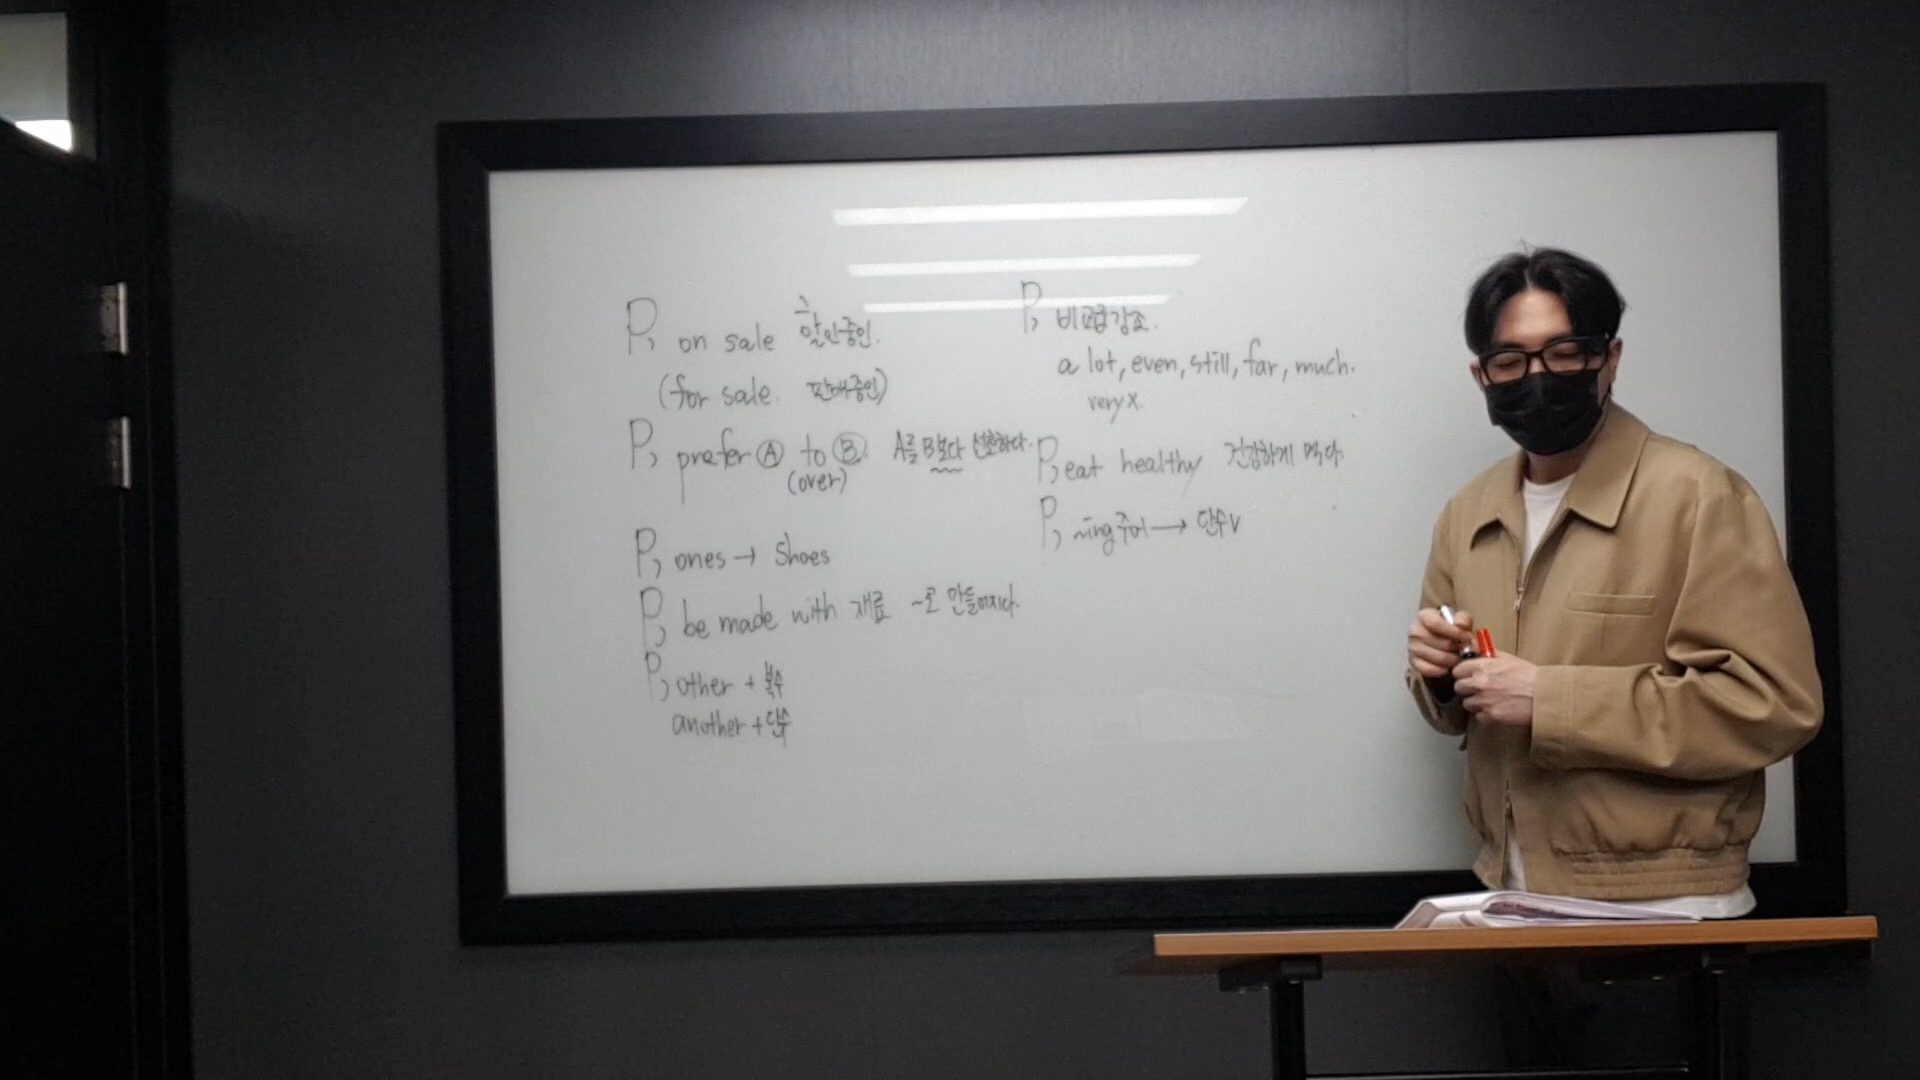 P, on sale 할인중인.
(for sale. 판매중인)
P, prefer Ⓐ to Ⓑ. A를 B보다 선호하다.
(over)
P, ones → Shoes
P, be made with 재료 ~로 만들어지다.
P, other + 복수
another + 단수
P, 비교급강조.
a lot, even, still, far, much.
very X.
P, eat healthy 건강하게 먹다.
P, ~ing주어 → 단수V